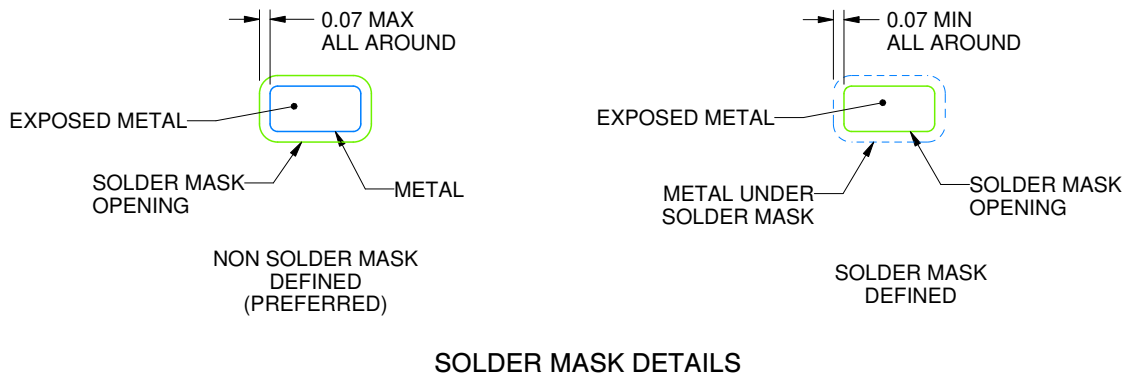 0.07 MAX
ALL AROUND
EXPOSED METAL
SOLDER MASK
OPENING
METAL
NON SOLDER MASK
DEFINED
(PREFERRED)
0.07 MIN
ALL AROUND
EXPOSED METAL
METAL UNDER
SOLDER MASK
SOLDER MASK
OPENING
SOLDER MASK
DEFINED
SOLDER MASK DETAILS